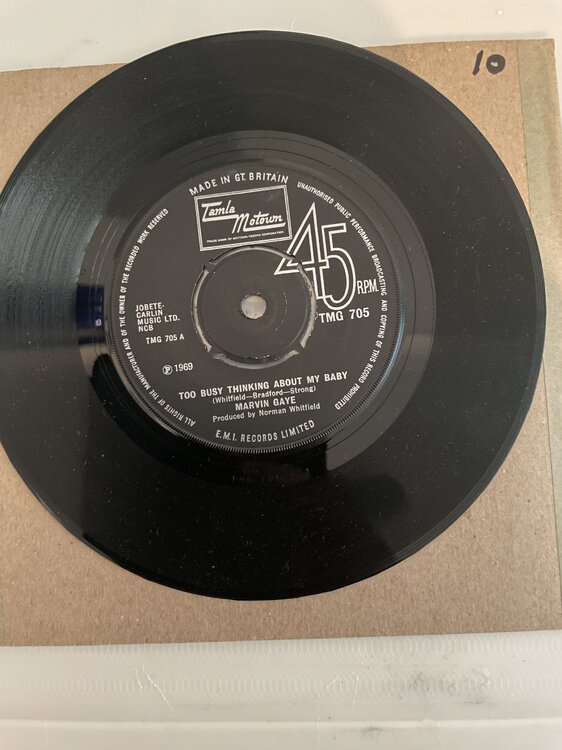 10
MADE IN GT. BRITAIN
UNAUTHORISED PUBLIC PERFORMANCE BROADCASTING AND COPYING OF THIS RECORD PROHIBITED
ALL RIGHTS OF THE MANUFACTURER AND OF THE OWNER OF THE RECORDED WORK RESERVED
Tamla
Motown
TRADE MARK OF MOTOWN RECORD CORPORATION
45
R.P.M.
TMG 705
JOBETE-
CARLIN
MUSIC LTD.
NCB
TMG 705 A
Ⓟ 1969
TOO BUSY THINKING ABOUT MY BABY
(Whitfield—Bradford—Strong)
MARVIN GAYE
Produced by Norman Whitfield
E.M.I. RECORDS LIMITED